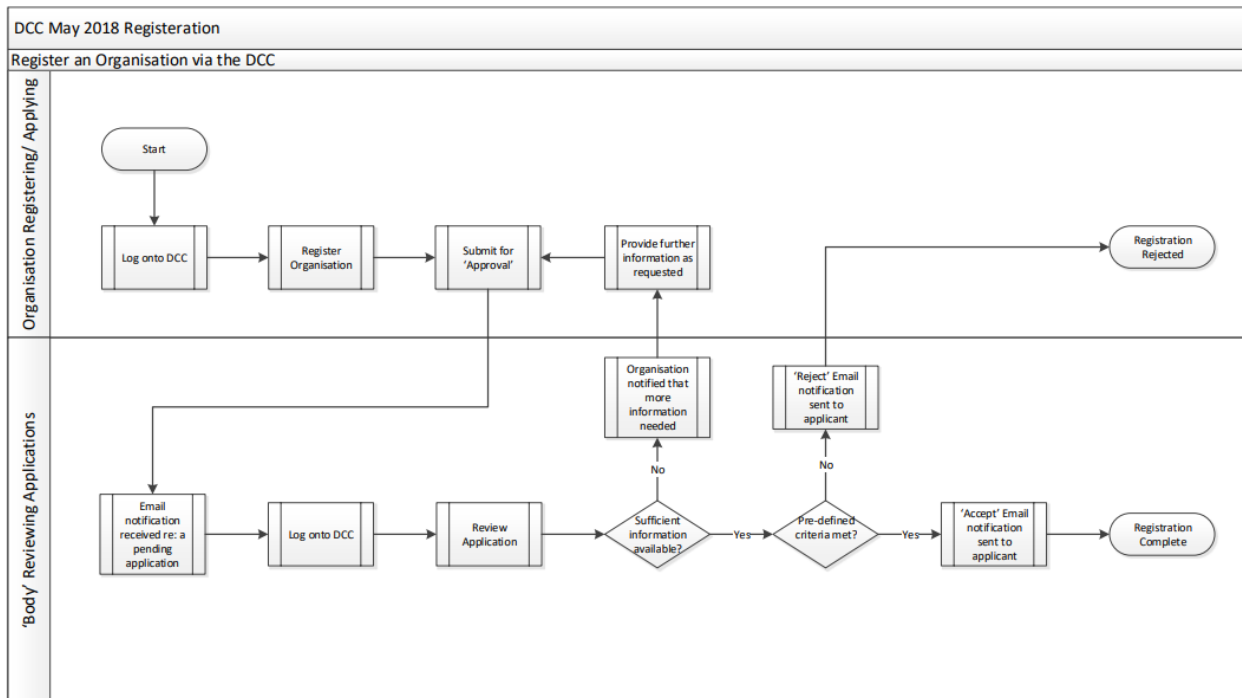 DCC May 2018 Registeration
Register an Organisation via the DCC
Organisation Registering/ Applying
Start
Log onto DCC
Register
Organisation
Submit for
‘Approval’
Provide further
information as
requested
Registration
Rejected
‘Body’ Reviewing Applications
Organisation
notified that
more
information
needed
‘Reject’ Email
notification
sent to
applicant
No
No
Email
notification
received re: a
pending
application
Log onto DCC
Review
Application
Sufficient
information
available?
Yes
Pre-defined
criteria met?
Yes
‘Accept’ Email
notification
sent to
applicant
Registration
Complete